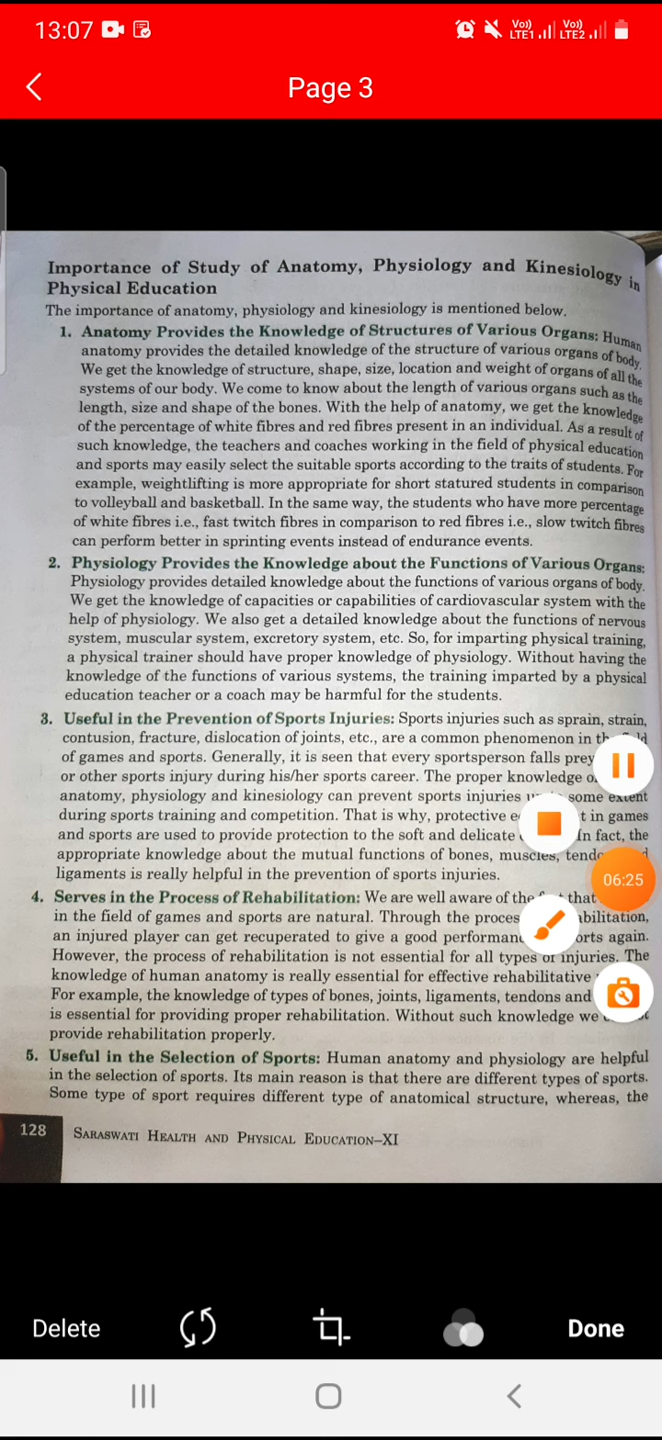 13:07
Vo)) LTE1 Vo)) LTE2
Page 3
Importance of Study of Anatomy, Physiology and Kinesiology in
Physical Education
The importance of anatomy, physiology and kinesiology is mentioned below.
1. Anatomy Provides the Knowledge of Structures of Various Organs: Human
anatomy provides the detailed knowledge of the structure of various organs of body.
We get the knowledge of structure, shape, size, location and weight of organs of all the
systems of our body. We come to know about the length of various organs such as the
length, size and shape of the bones. With the help of anatomy, we get the knowledge
of the percentage of white fibres and red fibres present in an individual. As a result of
such knowledge, the teachers and coaches working in the field of physical education
and sports may easily select the suitable sports according to the traits of students. For
example, weightlifting is more appropriate for short statured students in comparison
to volleyball and basketball. In the same way, the students who have more percentage
of white fibres i.e., fast twitch fibres in comparison to red fibres i.e., slow twitch fibres
can perform better in sprinting events instead of endurance events.
2. Physiology Provides the Knowledge about the Functions of Various Organs:
Physiology provides detailed knowledge about the functions of various organs of body.
We get the knowledge of capacities or capabilities of cardiovascular system with the
help of physiology. We also get a detailed knowledge about the functions of nervous
system, muscular system, excretory system, etc. So, for imparting physical training,
a physical trainer should have proper knowledge of physiology. Without having the
knowledge of the functions of various systems, the training imparted by a physical
education teacher or a coach may be harmful for the students.
3. Useful in the Prevention of Sports Injuries: Sports injuries such as sprain, strain,
contusion, fracture, dislocation of joints, etc., are a common phenomenon in
of games and sports. Generally, it is seen that every sportsperson falls prey
or other sports injury during his/her sports career. The proper knowledge
anatomy, physiology and kinesiology can prevent sports injuries some extent
during sports training and competition. That is why, protective in games
and sports are used to provide protection to the soft and delicate In fact, the
appropriate knowledge about the mutual functions of bones, muscles,
ligaments is really helpful in the prevention of sports injuries.
06:25
4. Serves in the Process of Rehabilitation: We are well aware of the that
in the field of games and sports are natural. Through the
an injured player can get recuperated to give a good again.
However, the process of rehabilitation is not essential for all types of injuries. The
knowledge of human anatomy is really essential for effective rehabilitative
For example, the knowledge of types of bones, joints, ligaments, tendons and
is essential for providing proper rehabilitation. Without such knowledge we
provide rehabilitation properly.
5. Useful in the Selection of Sports: Human anatomy and physiology are helpful
in the selection of sports. Its main reason is that there are different types of sports.
Some type of sport requires different type of anatomical structure, whereas, the
128 SARASWATI HEALTH AND PHYSICAL EDUCATION–XI
Delete
Done